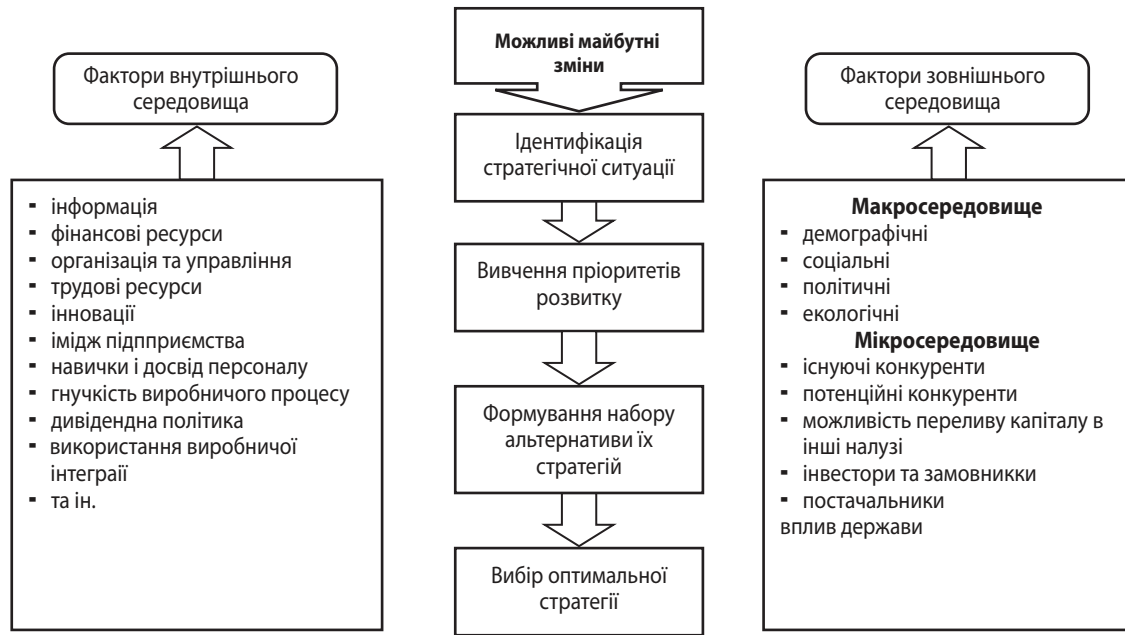 Фактори внутрішнього
середовища
інформація
фінансові ресурси
організація та управління
трудові ресурси
інновації
імідж підпприємства
навички і досвід персоналу
гнучкість виробничого процесу
дивідендна політика
використання виробничої
інтеграії
та ін.
Можливі майбутні
зміни
Ідентифікація
стратегічної ситуації
Вивчення пріоритетів
розвитку
Формування набору
альтернативи їх
стратегій
Вибір оптимальної
стратегії
Фактори зовнішнього
середовища
Макросередовище
демографічні
соціальні
політичні
екологічні
Мікросередовище
існуючі конкуренти
потенційні конкуренти
можливість переливу капіталу в
інші налузі
інвестори та замовникки
постачальники
вплив держави